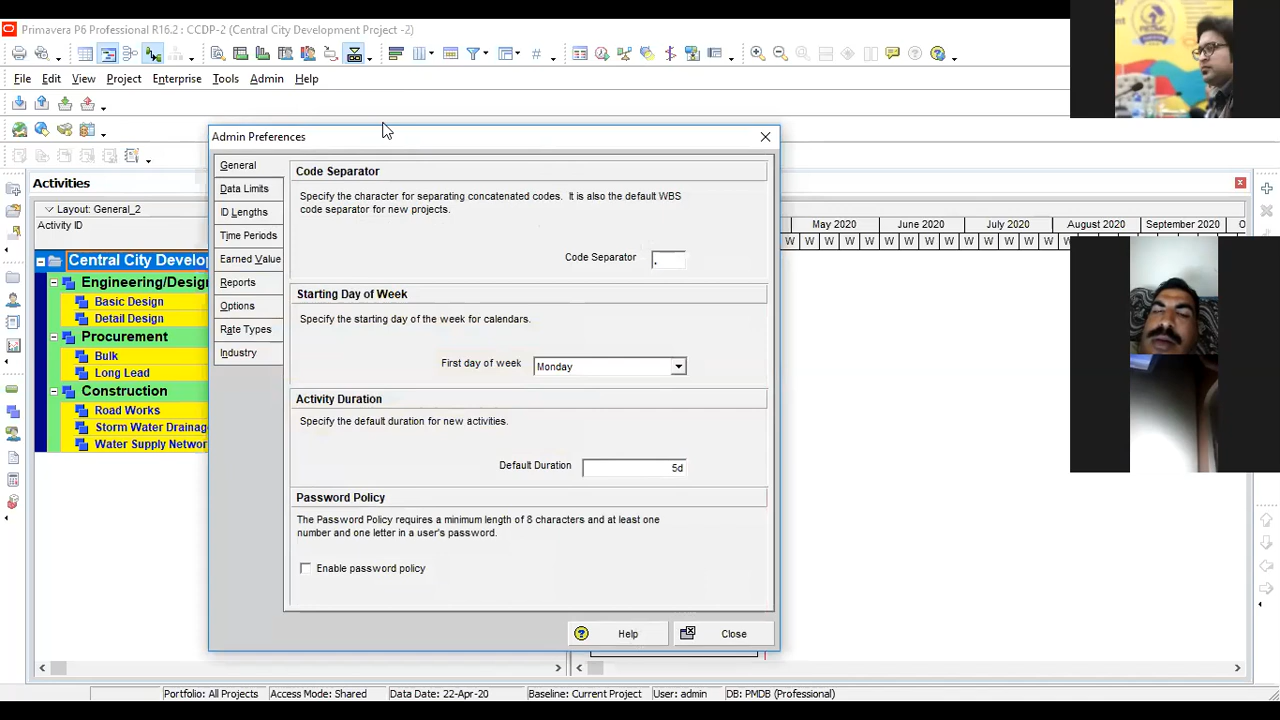 Primavera P6 Professional R16.2 : CCDP-2 (Central City Development Project -2)
File Edit View Project Enterprise Tools Admin Help
Activities
Layout: General_2
Activity ID
May 2020 June 2020 July 2020 August 2020 September 2020 O
W W W W W W W W W W W W W W W W W W W W W W
Central City Develop
Engineering/Desig
Basic Design
Detail Design
Procurement
Bulk
Long Lead
Construction
Road Works
Storm Water Drainag
Water Supply Networ
Admin Preferences
General
Data Limits
ID Lengths
Time Periods
Earned Value
Reports
Options
Rate Types
Industry
Code Separator
Specify the character for separating concatenated codes. It is also the default WBS
code separator for new projects.
Code Separator .
Starting Day of Week
Specify the starting day of the week for calendars.
First day of week Monday
Activity Duration
Specify the default duration for new activities.
Default Duration 5d
Password Policy
The Password Policy requires a minimum length of 8 characters and at least one
number and one letter in a user's password.
Enable password policy
Help Close
Portfolio: All Projects Access Mode: Shared Data Date: 22-Apr-20 Baseline: Current Project User: admin DB: PMDB (Professional)